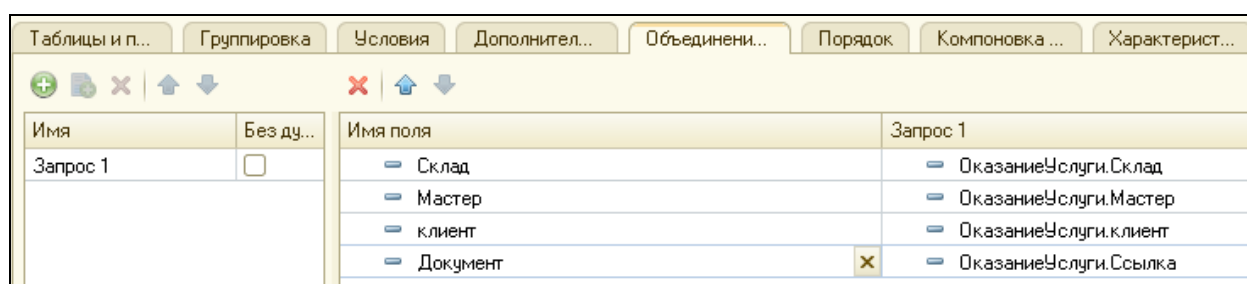 Таблицы и п... Группировка Условия Дополнител... Объединени... Порядок Компоновка ... Характерист...
Имя Без ду... Имя поля Запрос 1
Запрос 1 Склад ОказаниеУслуги.Склад
Мастер ОказаниеУслуги.Мастер
клиент ОказаниеУслуги.клиент
Документ ОказаниеУслуги.Ссылка